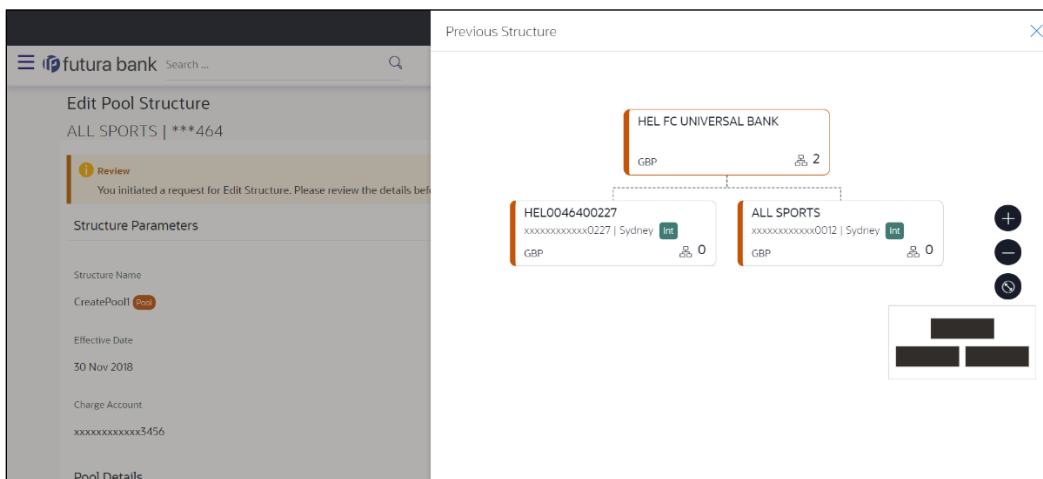 futura bank
Search ...
Edit Pool Structure
ALL SPORTS | ***464
Review
You initiated a request for Edit Structure. Please review the details bef
Structure Parameters
Structure Name
CreatePool1 Pool
Effective Date
30 Nov 2018
Charge Account
xxxxxxxxxxxx3456
Pool Details
Previous Structure
HEL FC UNIVERSAL BANK
GBP 2
HEL0046400227
xxxxxxxxxxxx0227 | Sydney Int
GBP 0
ALL SPORTS
xxxxxxxxxxxx0012 | Sydney Int
GBP 0